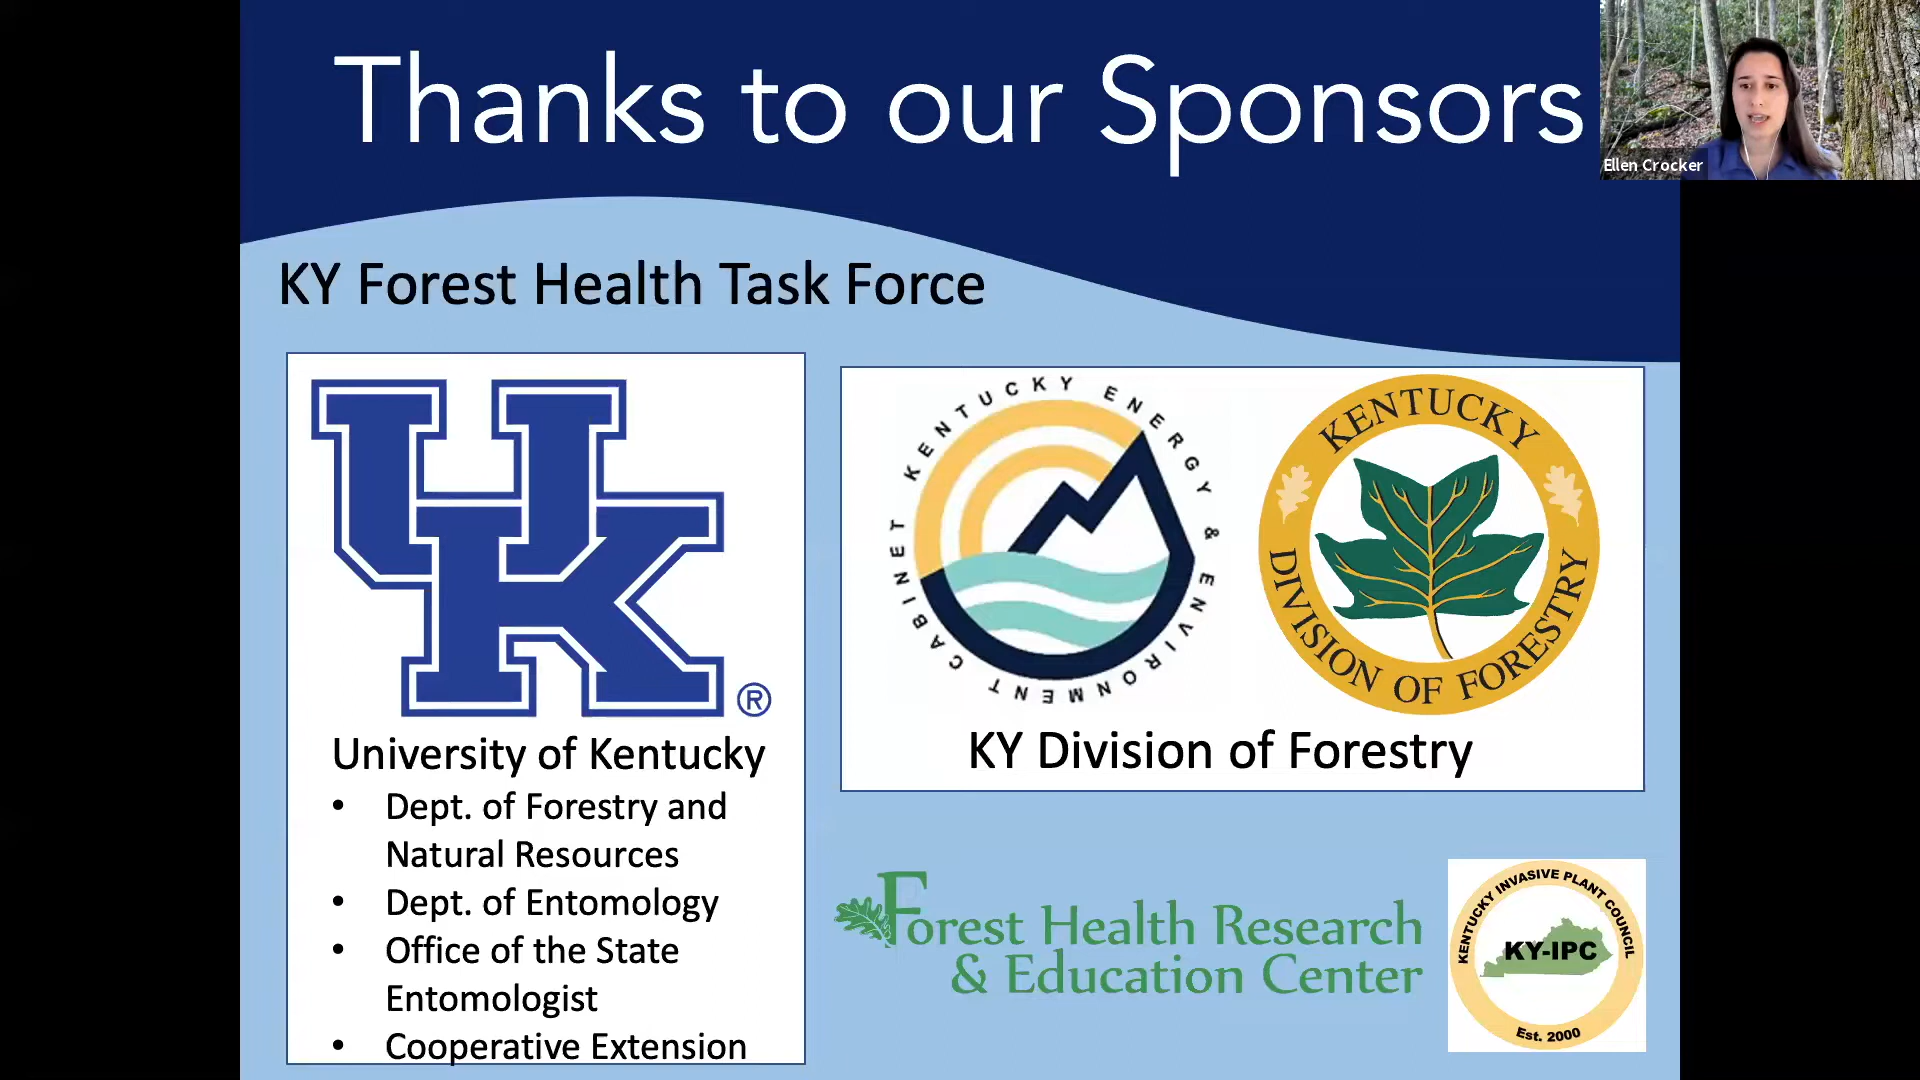 Thanks to our Sponsors
Ellen Crocker
KY Forest Health Task Force
UK
®
University of Kentucky
• Dept. of Forestry and
Natural Resources
• Dept. of Entomology
• Office of the State
Entomologist
• Cooperative Extension
KENTUCKY ENERGY & ENVIRONMENT CABINET
KENTUCKY
DIVISION OF FORESTRY
KY Division of Forestry
Forest Health Research
& Education Center
KENTUCKY INVASIVE PLANT COUNCIL
KY-IPC
Est. 2000